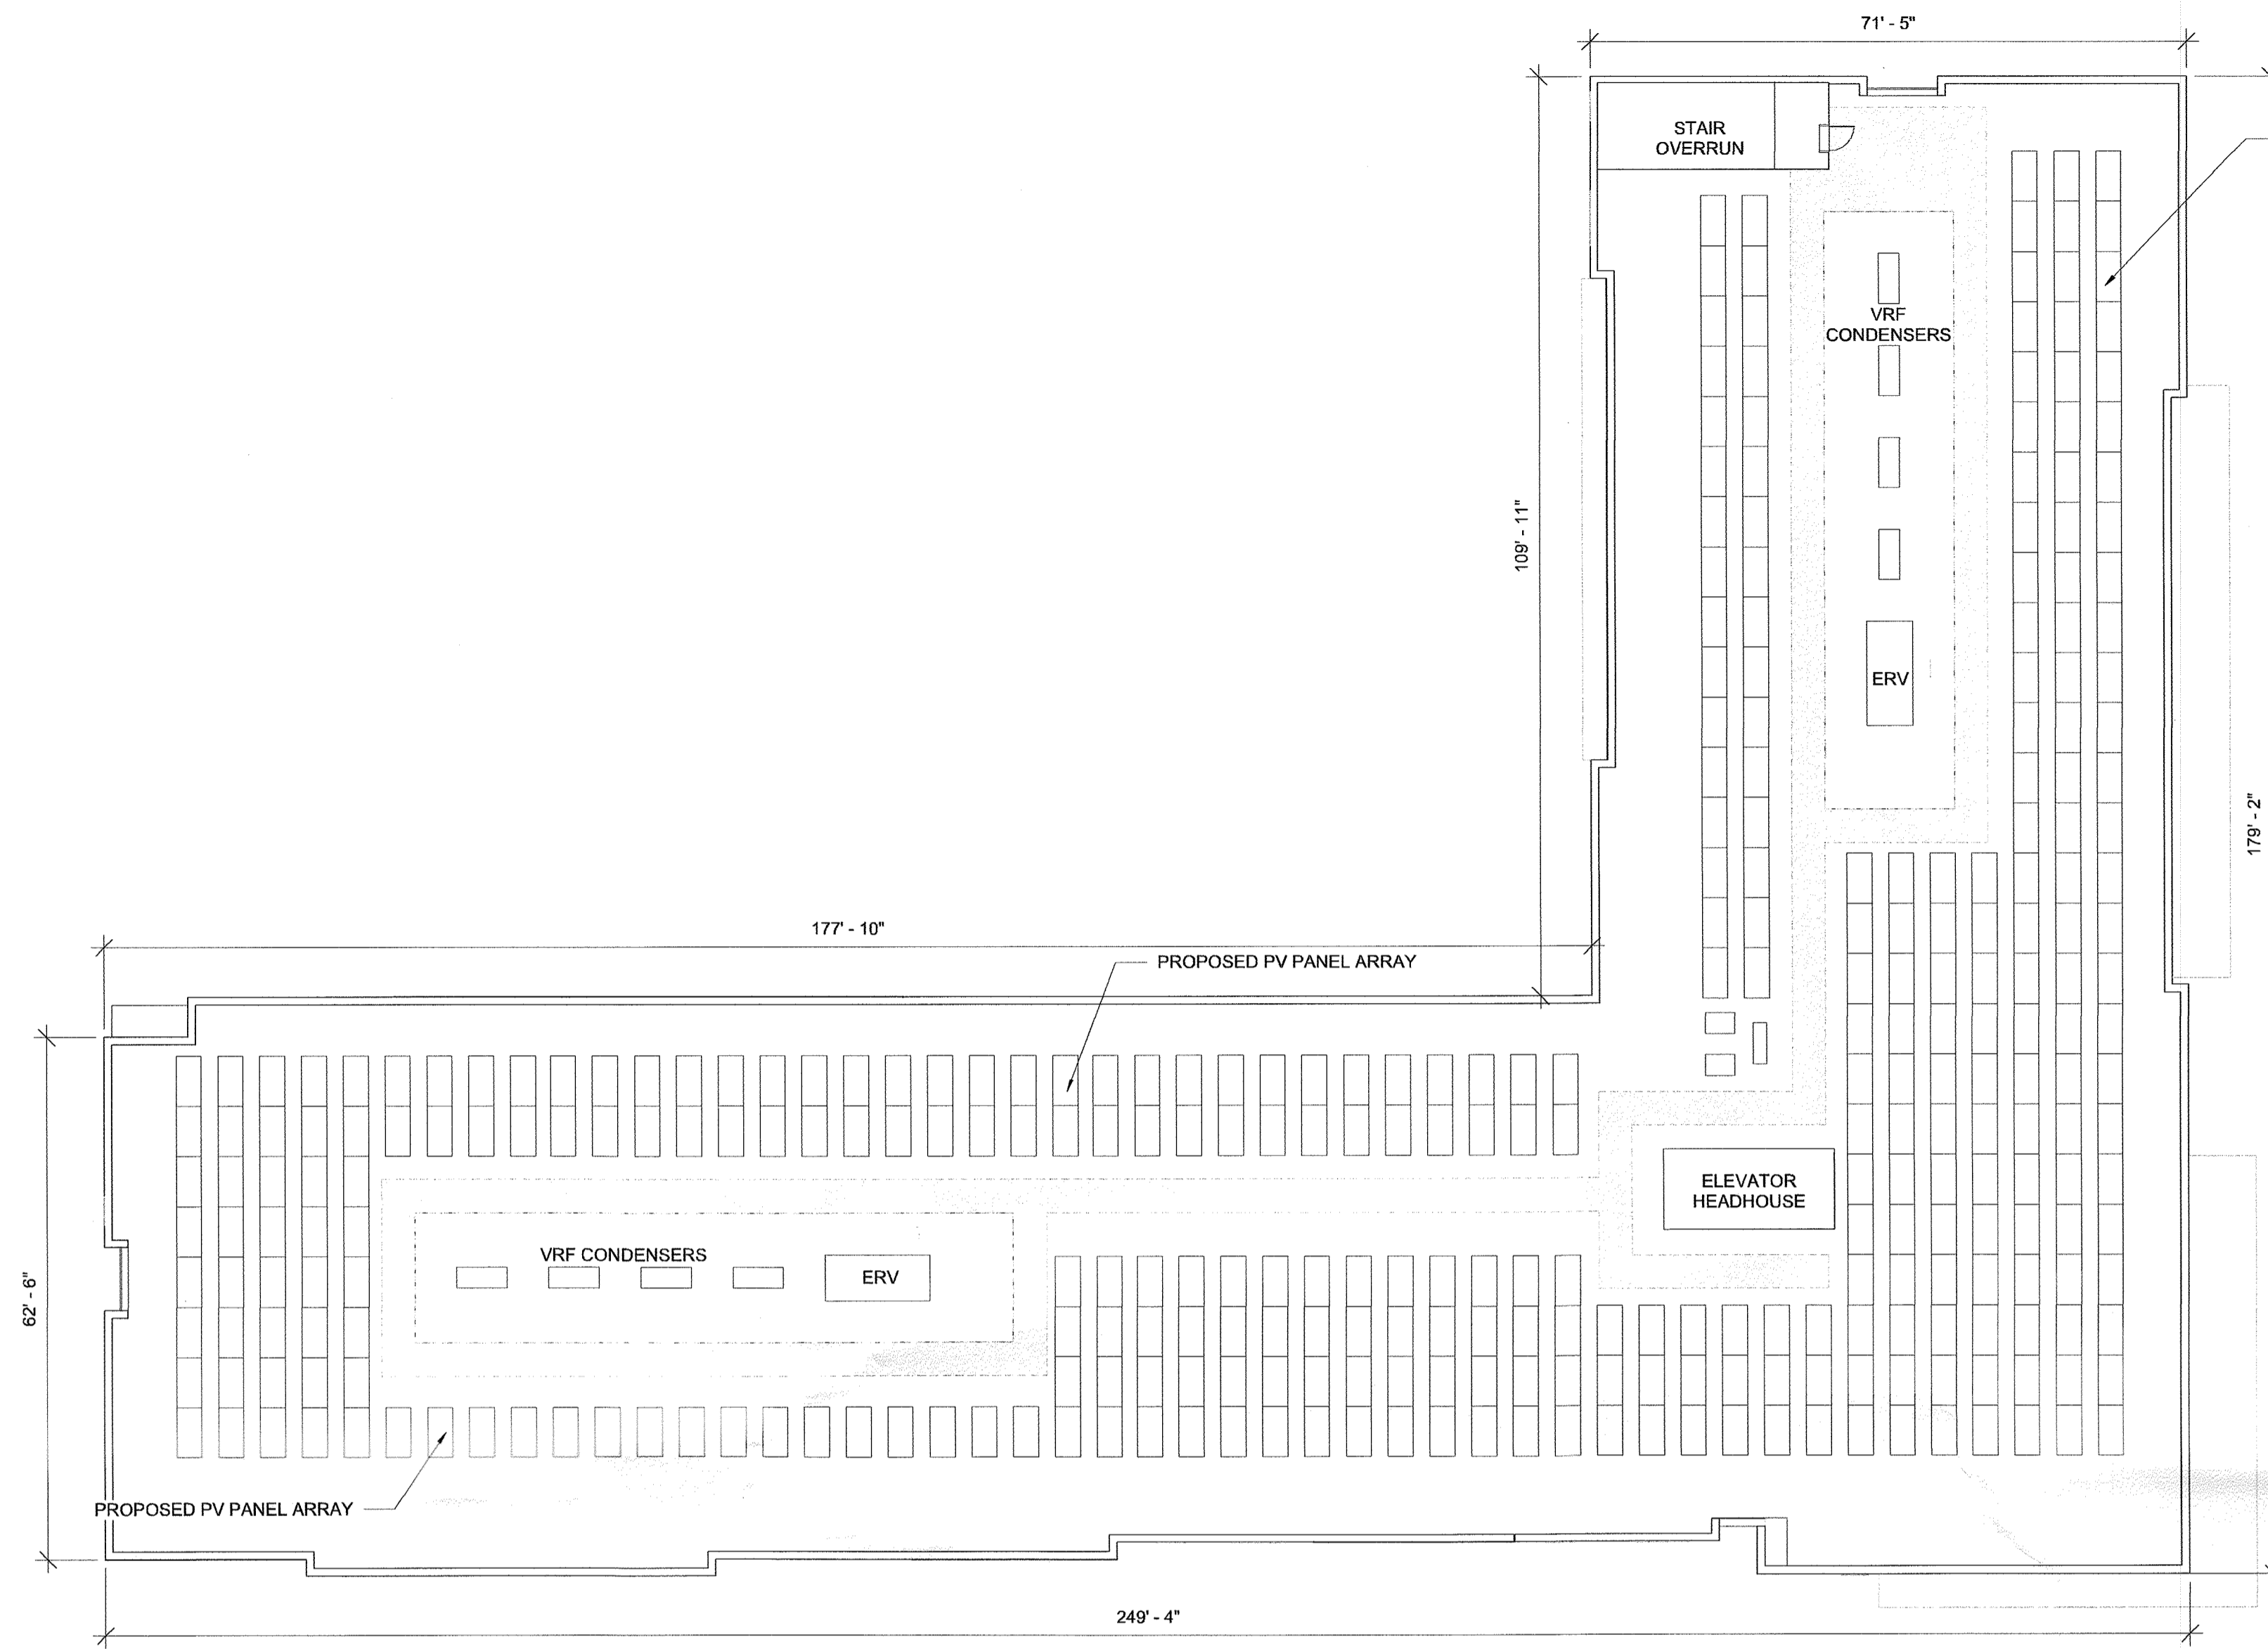 71' - 5"
STAIR
OVERRUN
VRF
CONDENSERS
109' - 11"
ERV
179' - 2"
177' - 10"
PROPOSED PV PANEL ARRAY
ELEVATOR
HEADHOUSE
VRF CONDENSERS
ERV
62' - 6"
PROPOSED PV PANEL ARRAY
249' - 4"